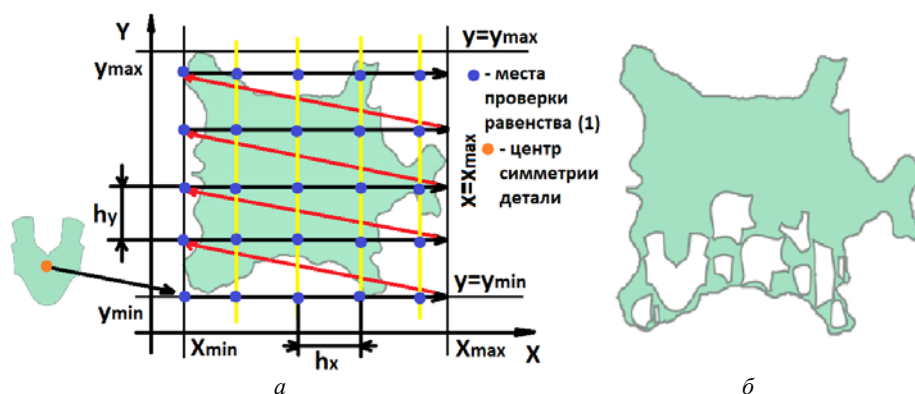 Y
y=ymax
ymax
- места
проверки
равенства (1)
- центр
симметрии
детали
X=Xmax
hy
y=ymin
ymin
Xmin
hx
Xmax
X
а
б